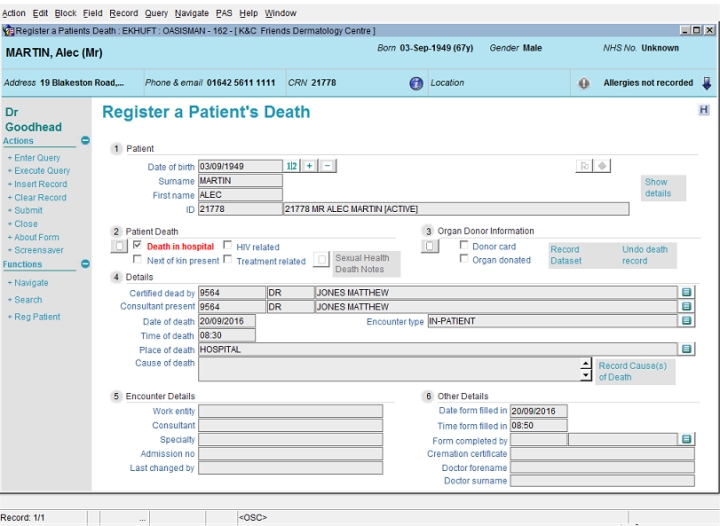 Action Edit Block Field Record Query Navigate PAS Help Window
Register a Patients Death : EKHUFT : OASISMAN - 162 - [ K&C Friends Dermatology Centre ]
MARTIN, Alec (Mr) Born 03-Sep-1949 (67y) Gender Male NHS No. Unknown
Address 19 Blakeston Road,... Phone & email 01642 5611 1111 CRN 21778 Location Allergies not recorded
Dr Goodhead
Actions
+ Enter Query
+ Execute Query
+ Insert Record
+ Clear Record
+ Submit
+ Close
+ About Form
+ Screensaver
Functions
+ Navigate
+ Search
+ Reg Patient
Register a Patient's Death H
1 Patient
Date of birth 03/09/1949 1|2 + −
Surname MARTIN
First name ALEC
ID 21778 21778 MR ALEC MARTIN [ACTIVE]
Show details
2 Patient Death
Death in hospital HIV related
Next of kin present Treatment related
Sexual Health Death Notes
3 Organ Donor Information
Donor card
Organ donated
Record Dataset
Undo death record
4 Details
Certified dead by 9564 DR JONES MATTHEW
Consultant present 9564 DR JONES MATTHEW
Date of death 20/09/2016 Encounter type IN-PATIENT
Time of death 08:30
Place of death HOSPITAL
Cause of death
Record Cause(s) of Death
5 Encounter Details
Work entity
Consultant
Specialty
Admission no
Last changed by
6 Other Details
Date form filled in 20/09/2016
Time form filled in 08:50
Form completed by
Cremation certificate
Doctor forename
Doctor surname
Record: 1/1 ... <OSC>